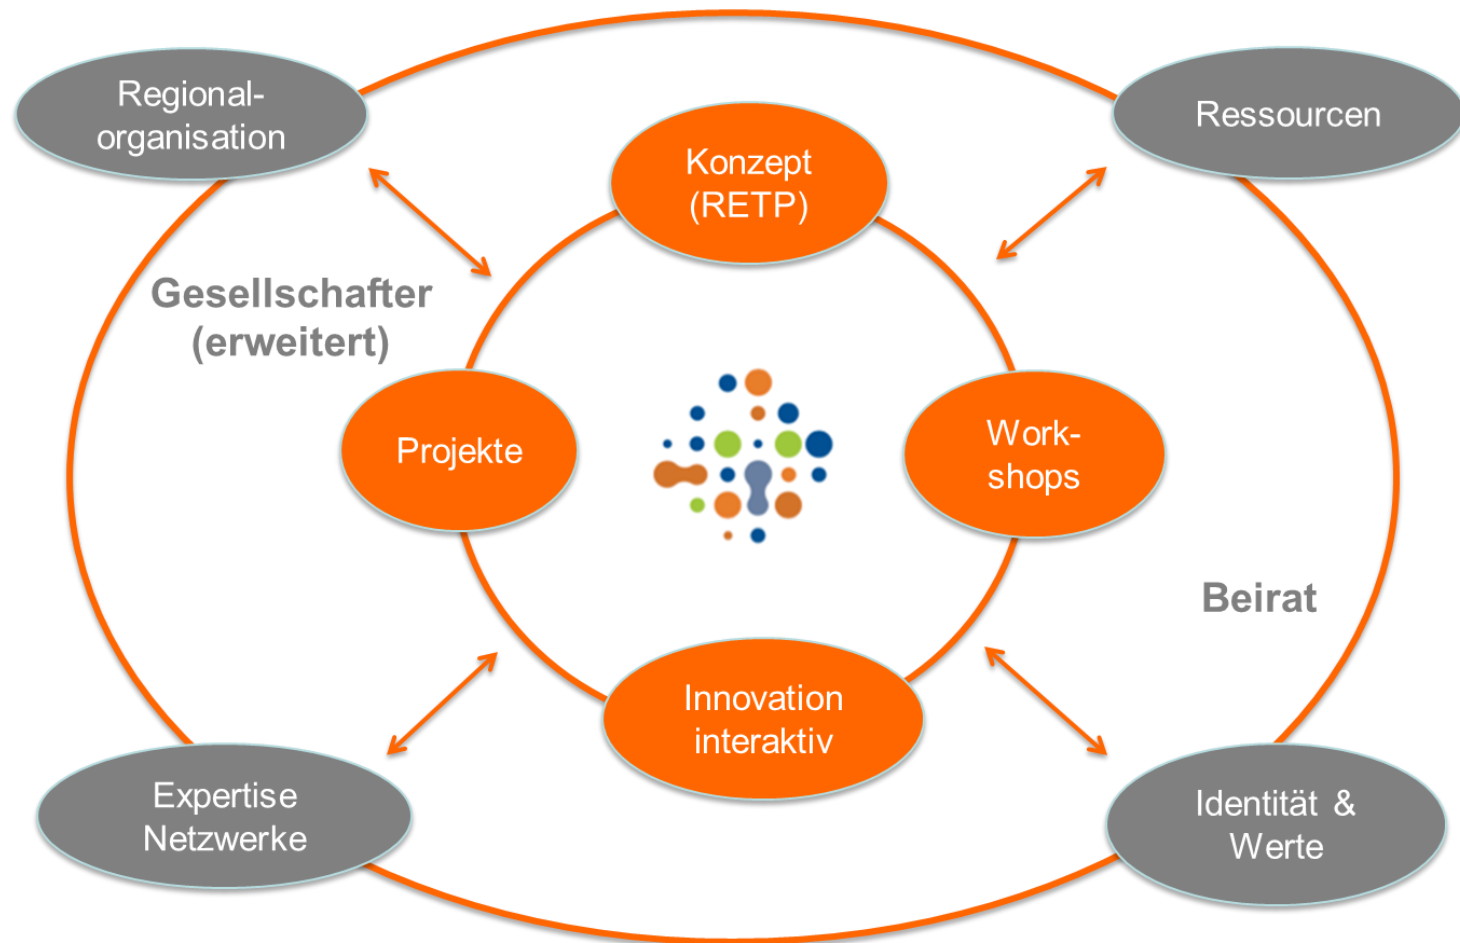 Regional-
organisation
Ressourcen
Konzept
(RETP)
Gesellschafter
(erweitert)
Projekte
Work-
shops
Beirat
Innovation
interaktiv
Expertise
Netzwerke
Identität &
Werte